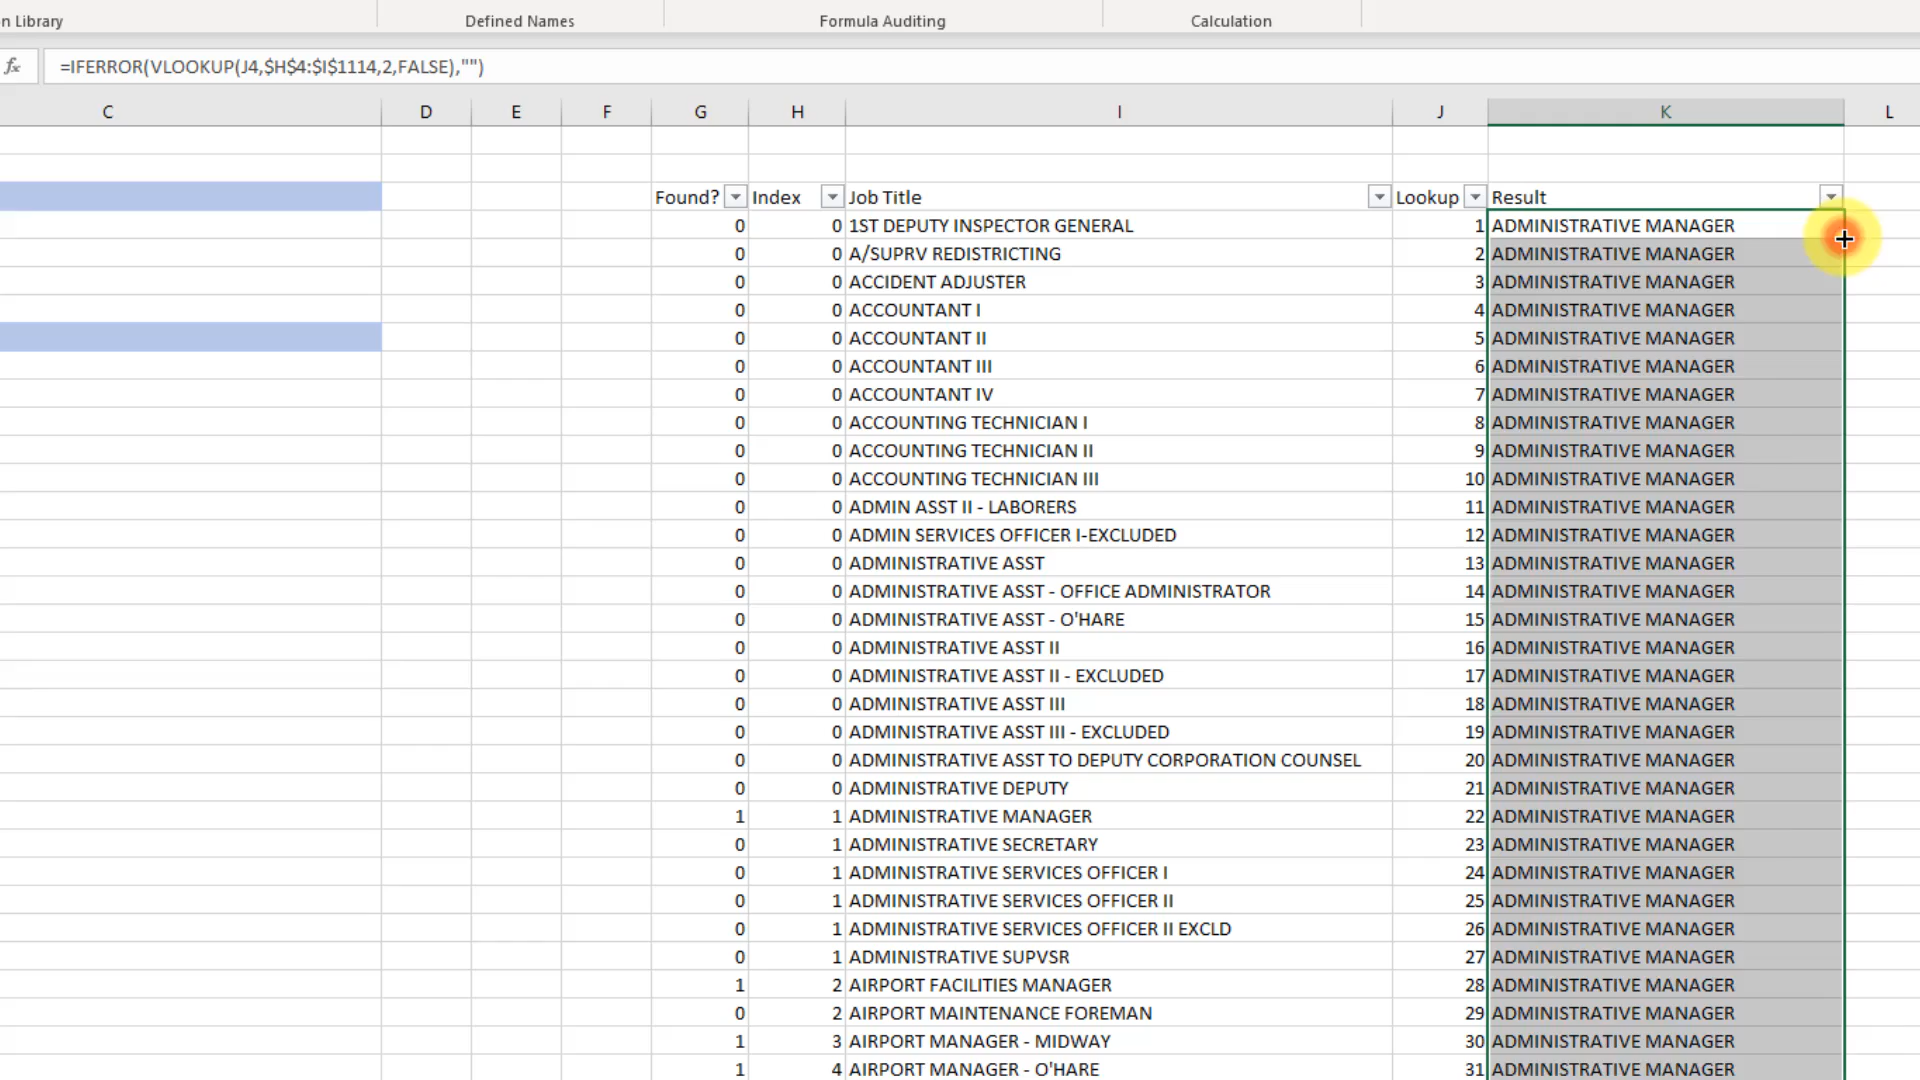 n Library Defined Names Formula Auditing Calculation
fx =IFERROR(VLOOKUP(J4,$H$4:$I$1114,2,FALSE),"")
C D E F G H I J K L
Found? Index Job Title Lookup Result
0 0 1ST DEPUTY INSPECTOR GENERAL 1 ADMINISTRATIVE MANAGER
0 0 A/SUPRV REDISTRICTING 2 ADMINISTRATIVE MANAGER
0 0 ACCIDENT ADJUSTER 3 ADMINISTRATIVE MANAGER
0 0 ACCOUNTANT I 4 ADMINISTRATIVE MANAGER
0 0 ACCOUNTANT II 5 ADMINISTRATIVE MANAGER
0 0 ACCOUNTANT III 6 ADMINISTRATIVE MANAGER
0 0 ACCOUNTANT IV 7 ADMINISTRATIVE MANAGER
0 0 ACCOUNTING TECHNICIAN I 8 ADMINISTRATIVE MANAGER
0 0 ACCOUNTING TECHNICIAN II 9 ADMINISTRATIVE MANAGER
0 0 ACCOUNTING TECHNICIAN III 10 ADMINISTRATIVE MANAGER
0 0 ADMIN ASST II - LABORERS 11 ADMINISTRATIVE MANAGER
0 0 ADMIN SERVICES OFFICER I-EXCLUDED 12 ADMINISTRATIVE MANAGER
0 0 ADMINISTRATIVE ASST 13 ADMINISTRATIVE MANAGER
0 0 ADMINISTRATIVE ASST - OFFICE ADMINISTRATOR 14 ADMINISTRATIVE MANAGER
0 0 ADMINISTRATIVE ASST - O'HARE 15 ADMINISTRATIVE MANAGER
0 0 ADMINISTRATIVE ASST II 16 ADMINISTRATIVE MANAGER
0 0 ADMINISTRATIVE ASST II - EXCLUDED 17 ADMINISTRATIVE MANAGER
0 0 ADMINISTRATIVE ASST III 18 ADMINISTRATIVE MANAGER
0 0 ADMINISTRATIVE ASST III - EXCLUDED 19 ADMINISTRATIVE MANAGER
0 0 ADMINISTRATIVE ASST TO DEPUTY CORPORATION COUNSEL 20 ADMINISTRATIVE MANAGER
0 0 ADMINISTRATIVE DEPUTY 21 ADMINISTRATIVE MANAGER
1 1 ADMINISTRATIVE MANAGER 22 ADMINISTRATIVE MANAGER
0 1 ADMINISTRATIVE SECRETARY 23 ADMINISTRATIVE MANAGER
0 1 ADMINISTRATIVE SERVICES OFFICER I 24 ADMINISTRATIVE MANAGER
0 1 ADMINISTRATIVE SERVICES OFFICER II 25 ADMINISTRATIVE MANAGER
0 1 ADMINISTRATIVE SERVICES OFFICER II EXCLD 26 ADMINISTRATIVE MANAGER
0 1 ADMINISTRATIVE SUPVSR 27 ADMINISTRATIVE MANAGER
1 2 AIRPORT FACILITIES MANAGER 28 ADMINISTRATIVE MANAGER
0 2 AIRPORT MAINTENANCE FOREMAN 29 ADMINISTRATIVE MANAGER
1 3 AIRPORT MANAGER - MIDWAY 30 ADMINISTRATIVE MANAGER
1 4 AIRPORT MANAGER - O'HARE 31 ADMINISTRATIVE MANAGER